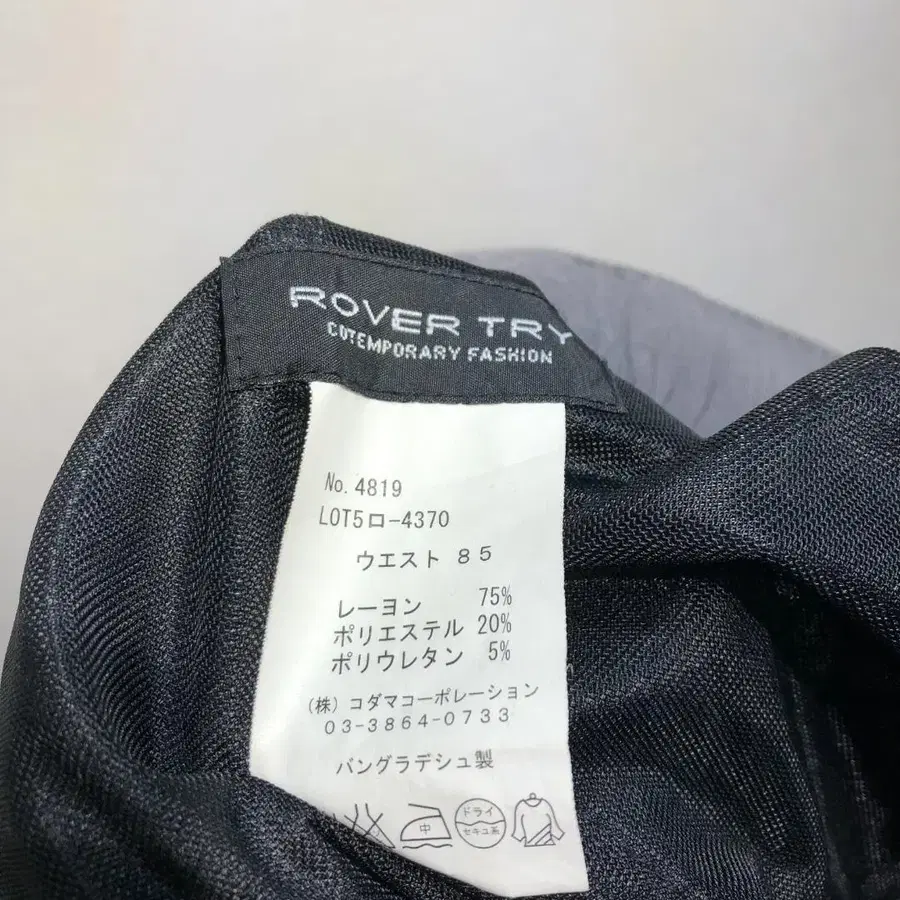 ROVER TRY
COTEMPORARY FASHION
No. 4819
LOT5ロ-4370
ウエスト 85
レーヨン 75%
ポリエステル 20%
ポリウレタン 5%
(株) コダマコーポレーション
03-3864-0733
バングラデシュ製
中
ドライ
セキユ系